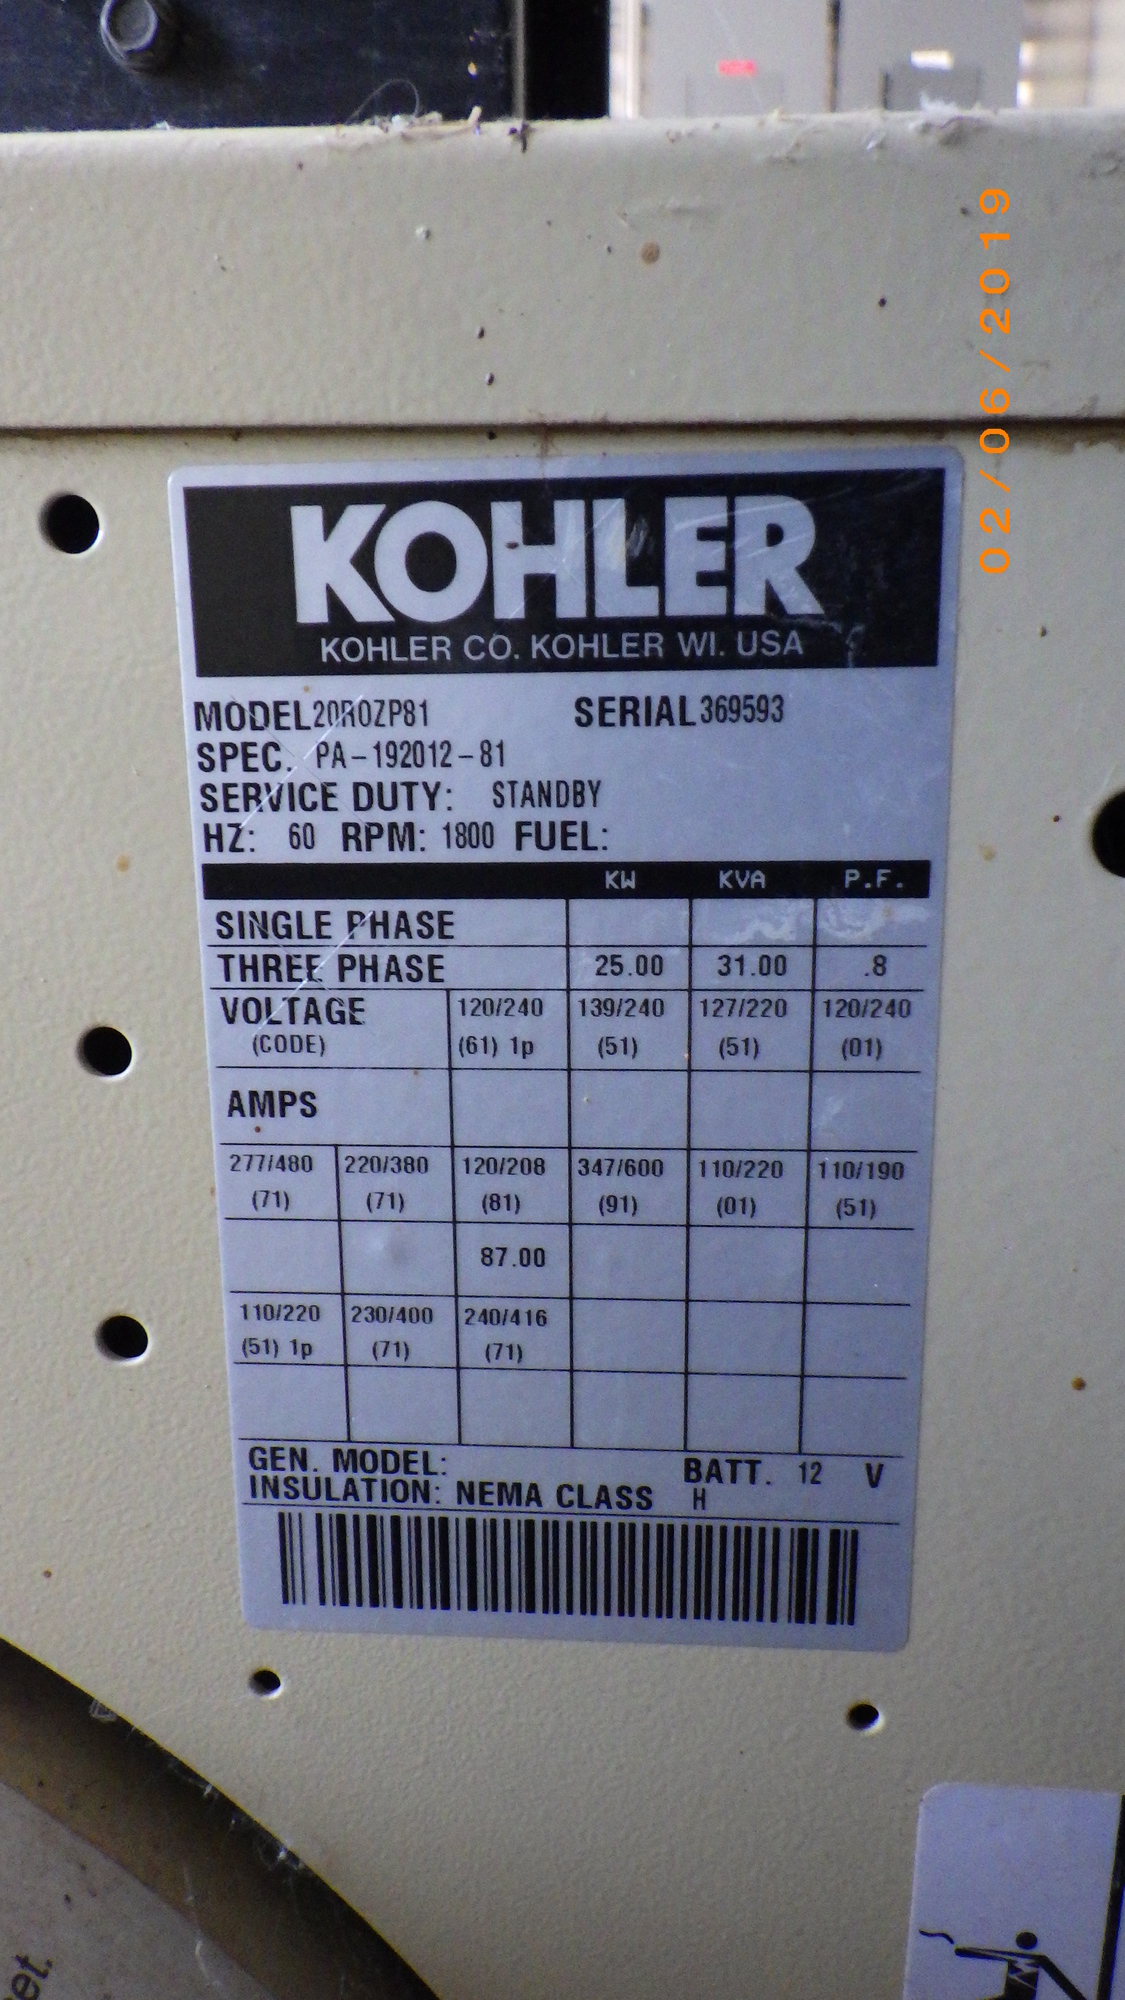 02/06/2019
KOHLER
KOHLER CO. KOHLER WI. USA
MODEL 20ROZP81 SERIAL 369593
SPEC. PA-192012-81
SERVICE DUTY: STANDBY
HZ: 60 RPM: 1800 FUEL:
KW KVA P.F.
SINGLE PHASE
THREE PHASE 25.00 31.00 .8
VOLTAGE 120/240 139/240 127/220 120/240
(CODE) (61) 1p (51) (51) (01)
AMPS
277/480 220/380 120/208 347/600 110/220 110/190
(71) (71) (81) (91) (01) (51)
87.00
110/220 230/400 240/416
(51) 1p (71) (71)
GEN. MODEL: BATT. 12 V
INSULATION: NEMA CLASS H